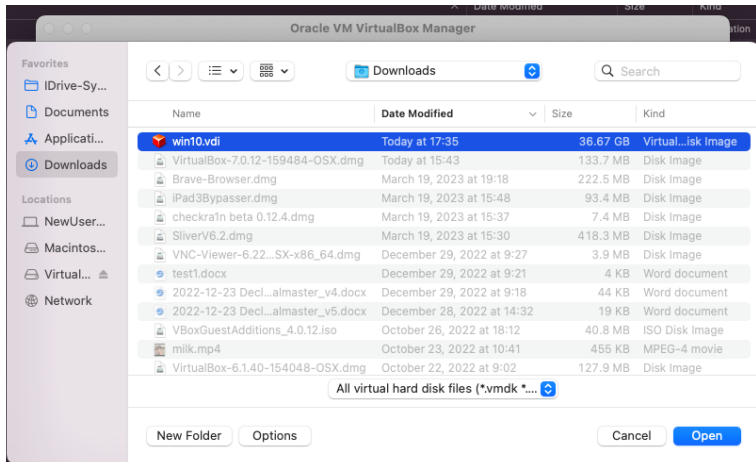 Date Modified Size Kind
Oracle VM VirtualBox Manager
Favorites
IDrive-Sy...
Documents
Applicati...
Downloads
Locations
NewUser...
Macintos...
Virtual...
Network
Downloads
Search
Name Date Modified Size Kind
win10.vdi Today at 17:35 36.67 GB Virtual...isk Image
VirtualBox-7.0.12-159484-OSX.dmg Today at 15:43 133.7 MB Disk Image
Brave-Browser.dmg March 19, 2023 at 19:18 222.5 MB Disk Image
iPad3Bypasser.dmg March 19, 2023 at 15:48 93.4 MB Disk Image
checkra1n beta 0.12.4.dmg March 19, 2023 at 15:37 7.4 MB Disk Image
SliverV6.2.dmg March 19, 2023 at 15:30 418.3 MB Disk Image
VNC-Viewer-6.22...SX-x86_64.dmg December 29, 2022 at 9:27 3.9 MB Disk Image
test1.docx December 29, 2022 at 9:21 4 KB Word document
2022-12-23 Decl...almaster_v4.docx December 29, 2022 at 9:18 44 KB Word document
2022-12-23 Decl...almaster_v5.docx December 28, 2022 at 14:32 19 KB Word document
VBoxGuestAdditions_4.0.12.iso October 26, 2022 at 18:12 40.8 MB ISO Disk Image
milk.mp4 October 23, 2022 at 10:41 455 KB MPEG-4 movie
VirtualBox-6.1.40-154048-OSX.dmg October 22, 2022 at 9:02 127.9 MB Disk Image
All virtual hard disk files (*.vmdk *....
New Folder Options Cancel Open